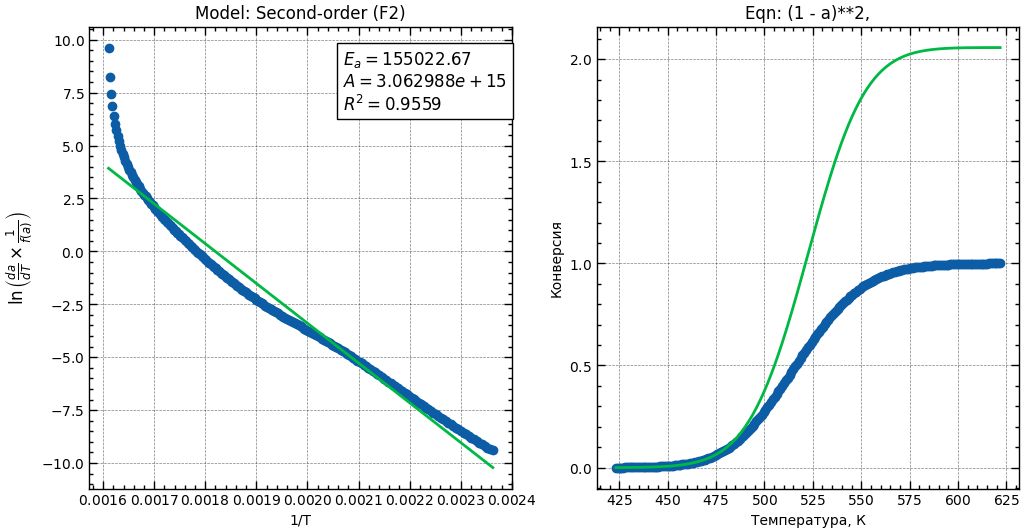 Model: Second-order (F2)
10.0
7.5
5.0
2.5
0.0
−2.5
−5.0
−7.5
−10.0
ln(da/dT × 1/f(a))
E_a = 155022.67
A = 3.062988e + 15
R² = 0.9559
0.0016 0.0017 0.0018 0.0019 0.0020 0.0021 0.0022 0.0023 0.0024
1/T
Eqn: (1 - a)**2,
2.0
1.5
1.0
0.5
0.0
Конверсия
425 450 475 500 525 550 575 600 625
Температура, К